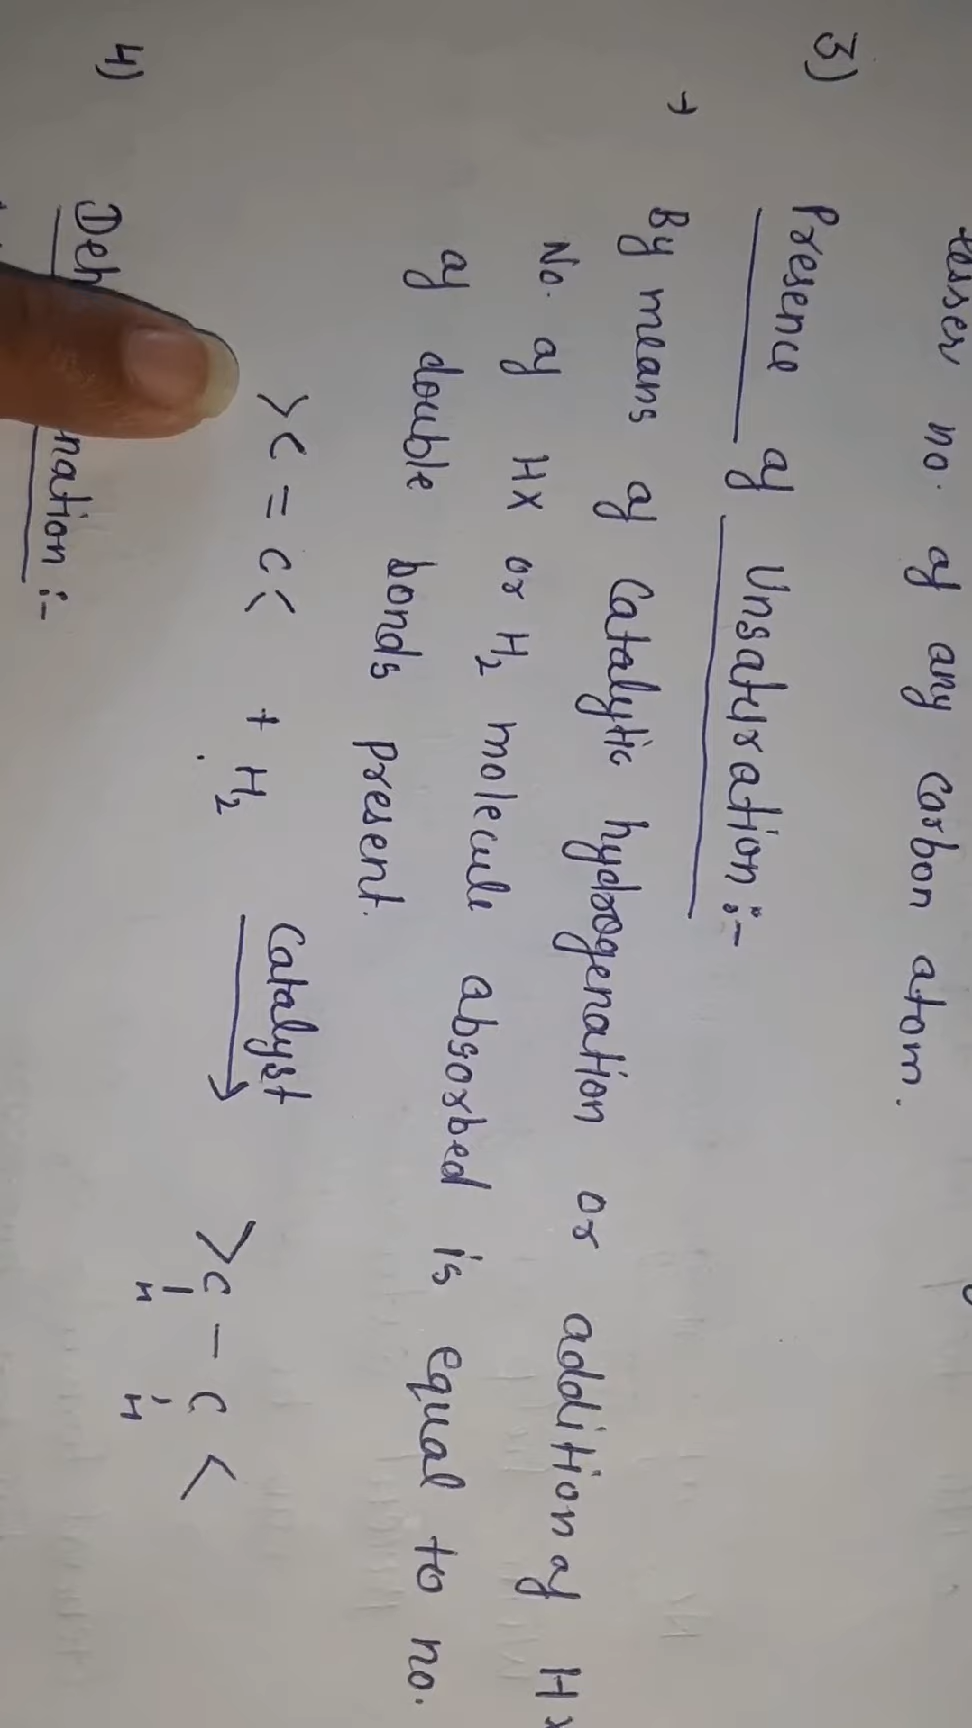 lesser no. of any carbon atom.
3) Presence of Unsaturation :-
→ By means of Catalytic hydrogenation or addition of HX
No. of HX or H₂ molecule absorbed is equal to no.
of double bonds present.
>C = C< + H₂ Catalyst → >C - C<
H H
4) Deh nation :-